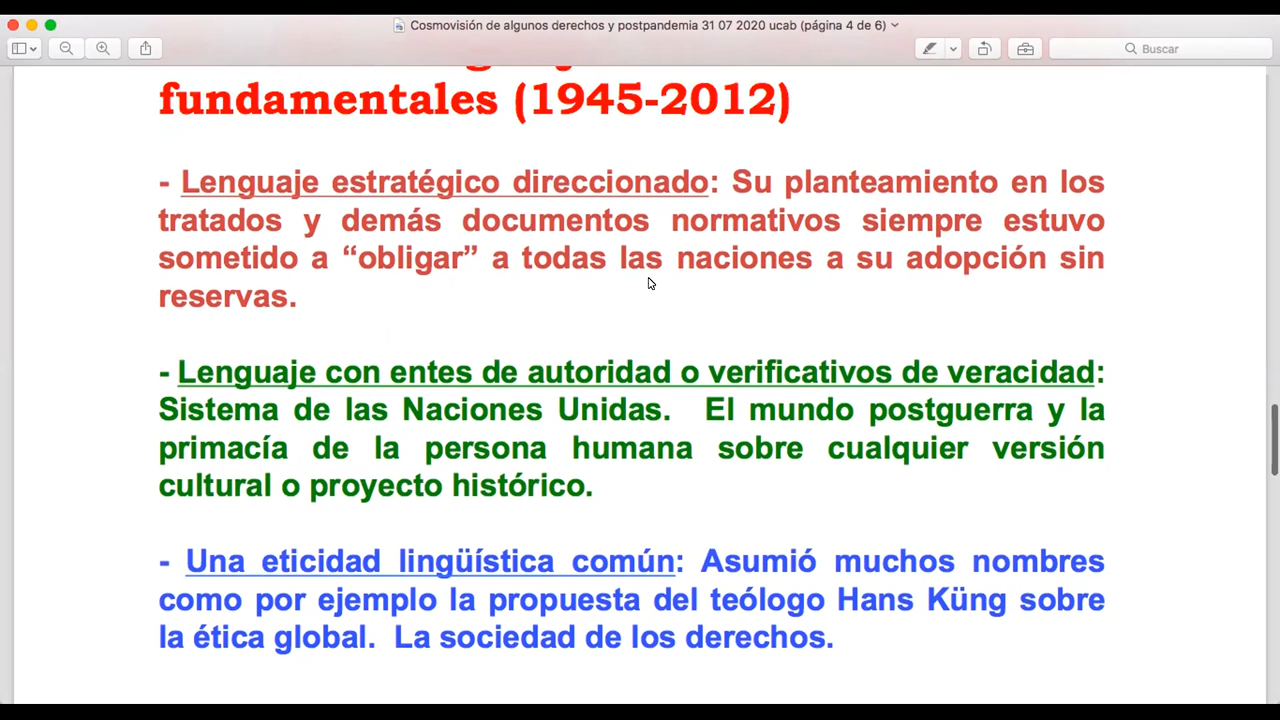 Cosmovisión de algunos derechos y postpandemia 31 07 2020 ucab (página 4 de 6)
Buscar
fundamentales (1945-2012)
- Lenguaje estratégico direccionado: Su planteamiento en los
tratados y demás documentos normativos siempre estuvo
sometido a “obligar” a todas las naciones a su adopción sin
reservas.
- Lenguaje con entes de autoridad o verificativos de veracidad:
Sistema de las Naciones Unidas. El mundo postguerra y la
primacía de la persona humana sobre cualquier versión
cultural o proyecto histórico.
- Una eticidad lingüística común: Asumió muchos nombres
como por ejemplo la propuesta del teólogo Hans Küng sobre
la ética global. La sociedad de los derechos.